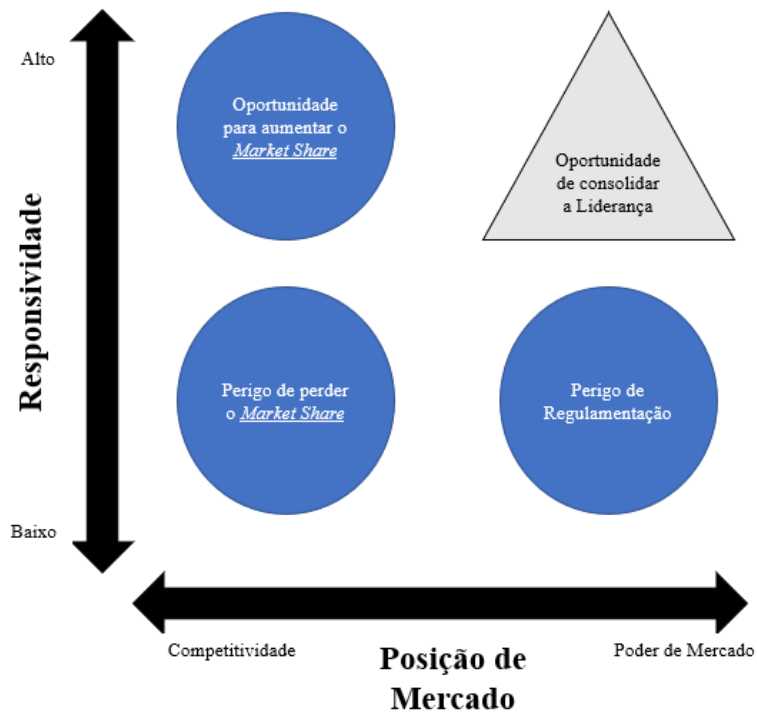 Alto
Oportunidade
para aumentar o
Market Share
Oportunidade
de consolidar
a Liderança
Responsividade
Perigo de perder
o Market Share
Perigo de
Regulamentação
Baixo
Competitividade
Posição de
Mercado
Poder de Mercado